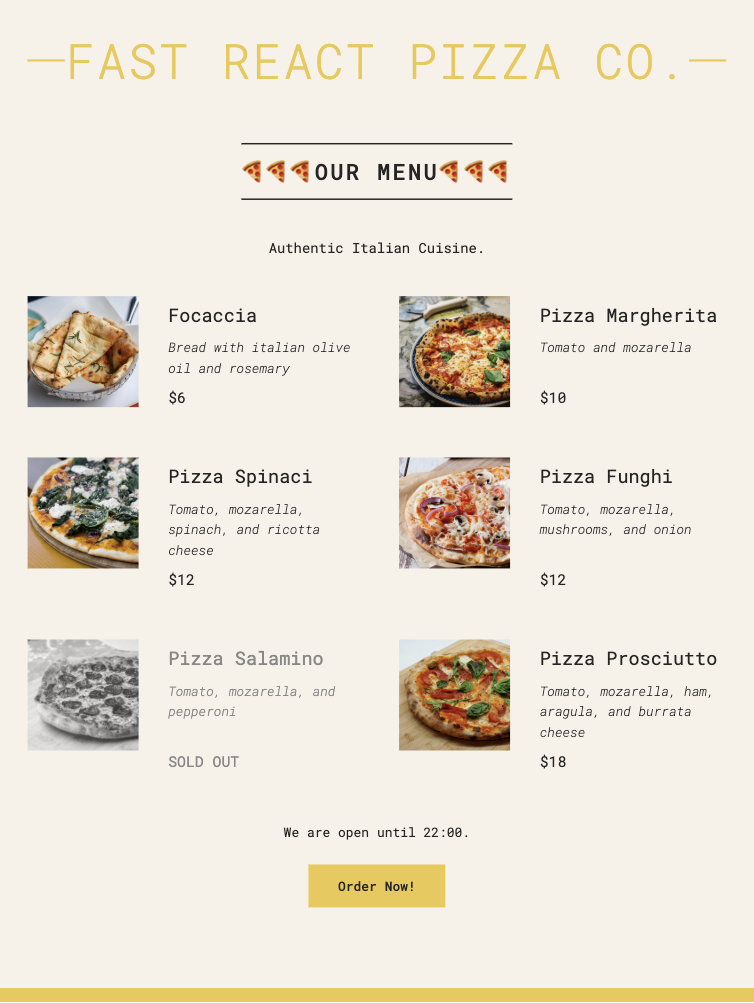 FAST REACT PIZZA CO.
🍕🍕🍕OUR MENU🍕🍕🍕
Authentic Italian Cuisine.
Focaccia
Bread with italian olive
oil and rosemary
$6
Pizza Margherita
Tomato and mozarella
$10
Pizza Spinaci
Tomato, mozarella,
spinach, and ricotta
cheese
$12
Pizza Funghi
Tomato, mozarella,
mushrooms, and onion
$12
Pizza Salamino
Tomato, mozarella, and
pepperoni
SOLD OUT
Pizza Prosciutto
Tomato, mozarella, ham,
aragula, and burrata
cheese
$18
We are open until 22:00.
Order Now!